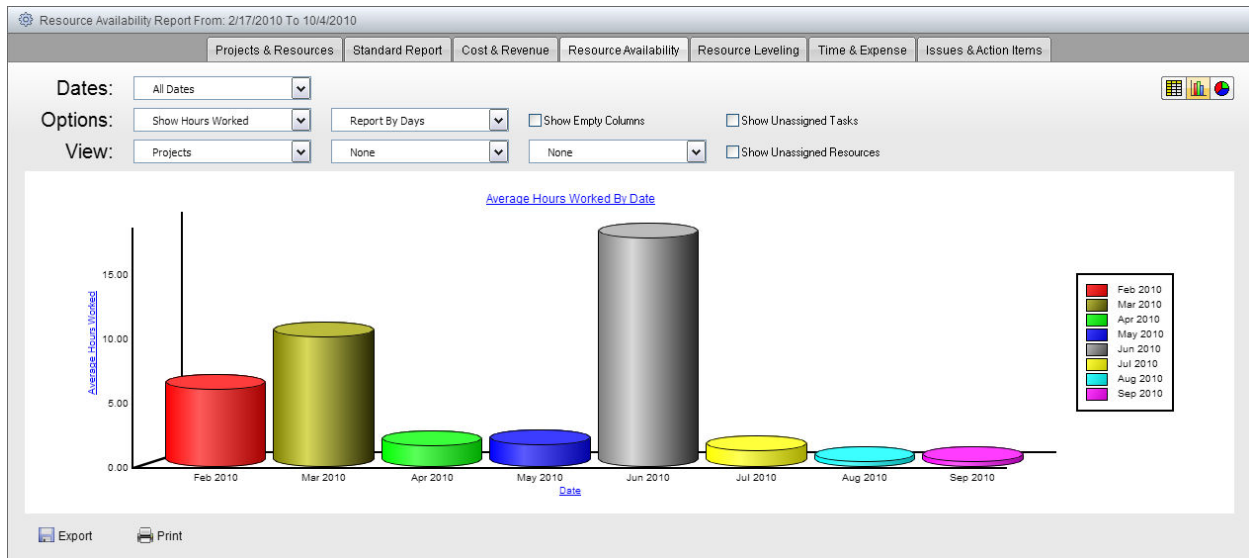 Resource Availability Report From: 2/17/2010 To 10/4/2010
Projects & Resources Standard Report Cost & Revenue Resource Availability Resource Leveling Time & Expense Issues & Action Items
Dates: All Dates
Options: Show Hours Worked Report By Days Show Empty Columns Show Unassigned Tasks
View: Projects None None Show Unassigned Resources
Average Hours Worked By Date
Average Hours Worked
15.00
10.00
5.00
0.00
Feb 2010 Mar 2010 Apr 2010 May 2010 Jun 2010 Jul 2010 Aug 2010 Sep 2010
Date
Feb 2010
Mar 2010
Apr 2010
May 2010
Jun 2010
Jul 2010
Aug 2010
Sep 2010
Export Print